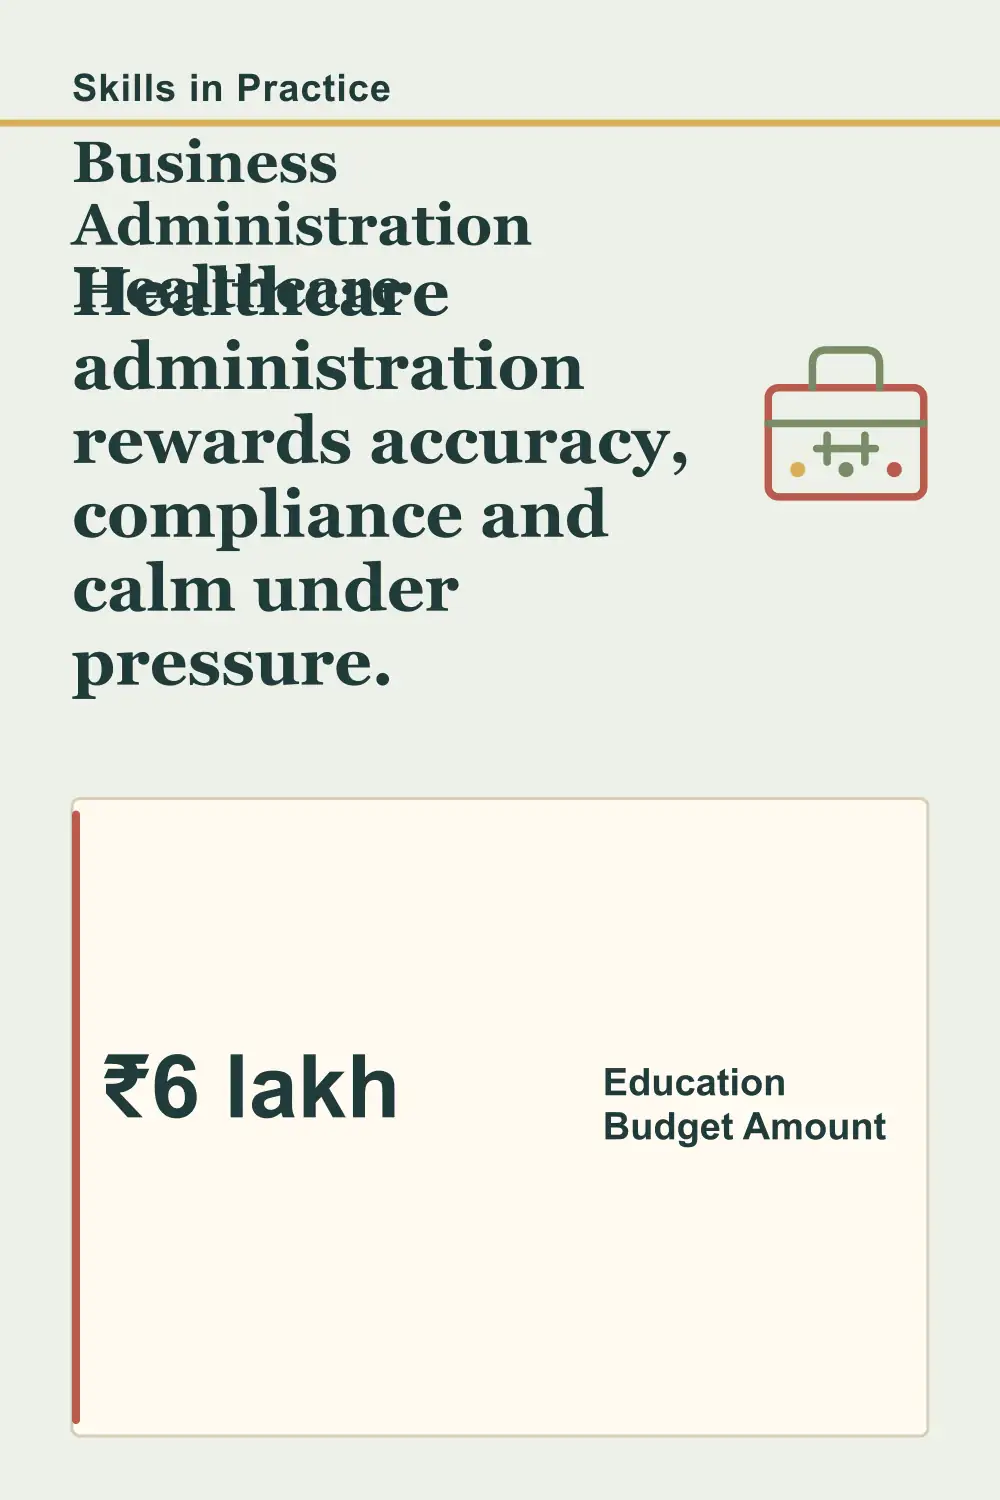 Skills in Practice
Business
Administration
Healthcare
Healthcare
administration
rewards accuracy,
compliance and
calm under
pressure.
₹6 lakh
Education
Budget Amount